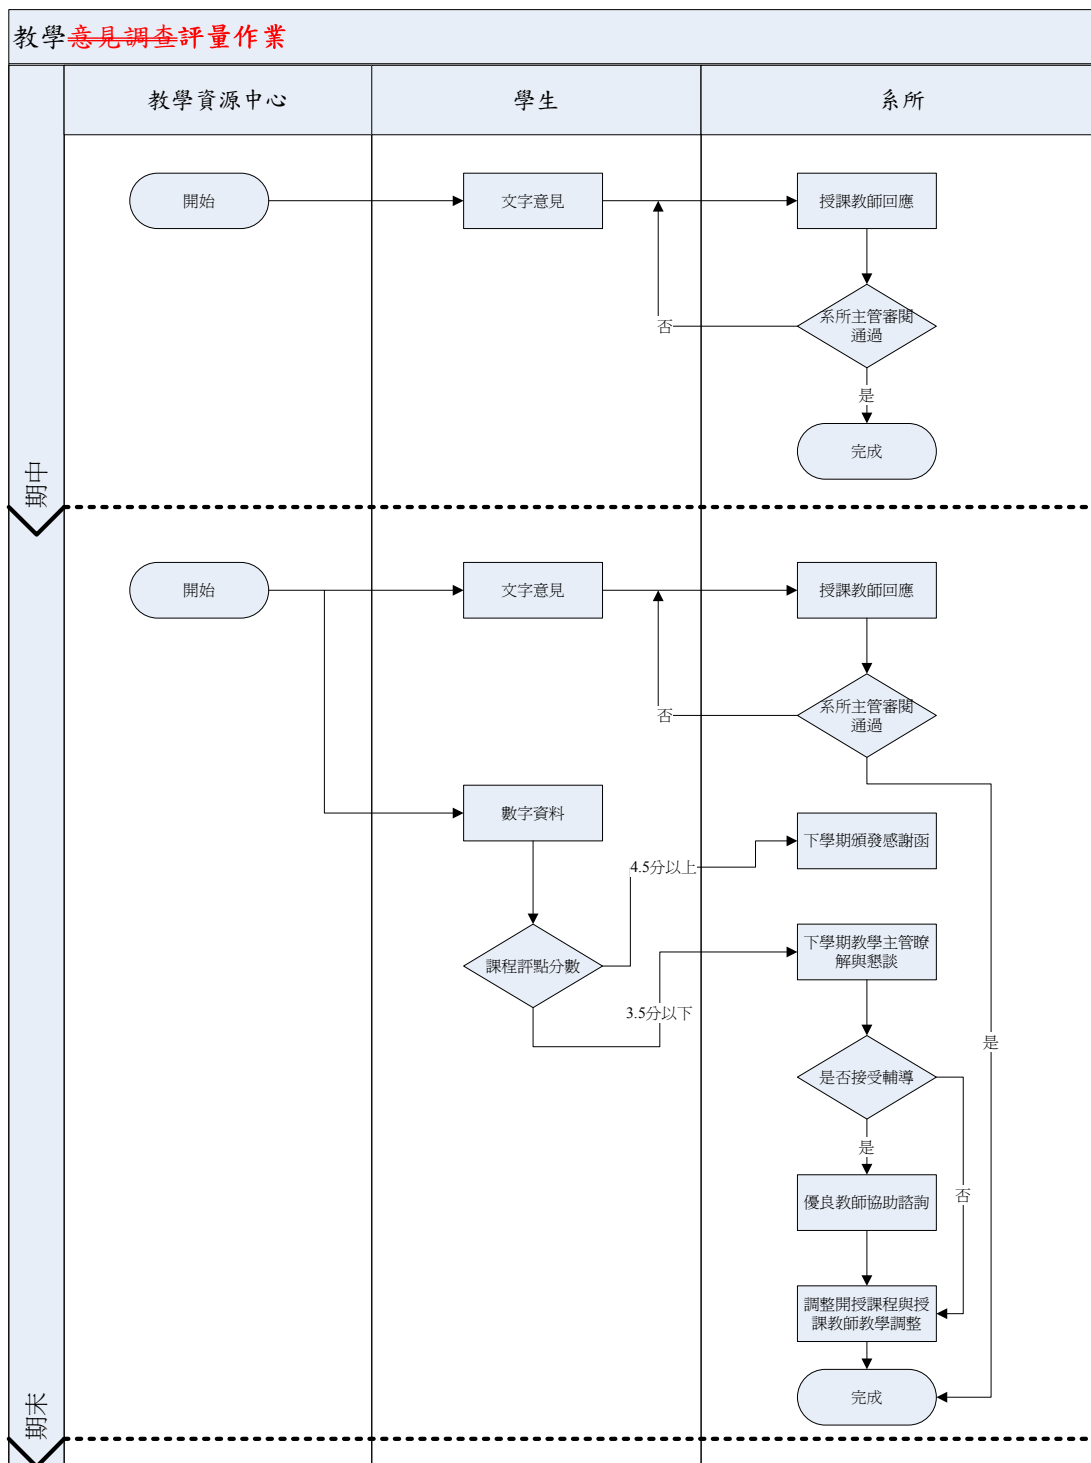 教學意見調查評量作業
教學資源中心
學生
系所
開始
文字意見
授課教師回應
系所主管審閱
通過
否
是
完成
期中
開始
文字意見
授課教師回應
系所主管審閱
通過
否
數字資料
下學期頒發感謝函
4.5分以上
課程評點分數
下學期教學主管瞭
解與懇談
3.5分以下
是
是否接受輔導
是
否
優良教師協助諮詢
調整開授課程與授
課教師教學調整
完成
期末